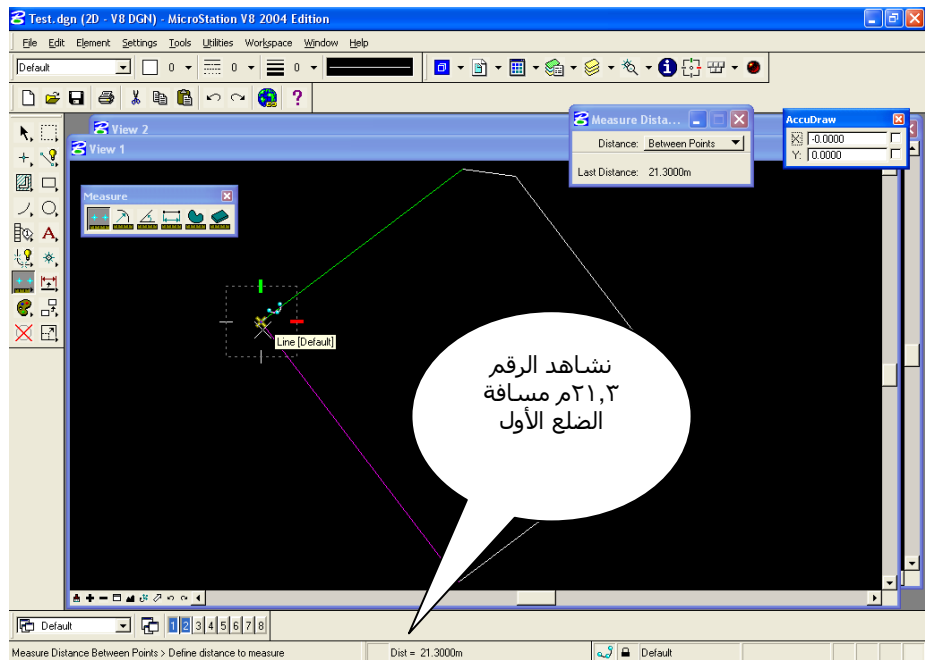 Test.dgn (2D - V8 DGN) - MicroStation V8 2004 Edition
File Edit Element Settings Tools Utilities Workspace Window Help
Default 0 0 0
View 2
View 1
Measure Dista...
Distance: Between Points
Last Distance: 21.3000m
AccuDraw
X: -0.0000
Y: 0.0000
Measure
Line [Default]
نشاهد الرقم
٢١,٣م مسافة
الضلع الأول
Default 1 2 3 4 5 6 7 8
Measure Distance Between Points > Define distance to measure Dist = 21.3000m Default